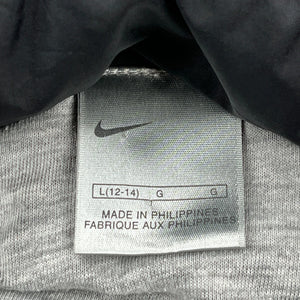 L(12-14) G G
MADE IN PHILIPPINES
FABRIQUE AUX PHILIPPINES